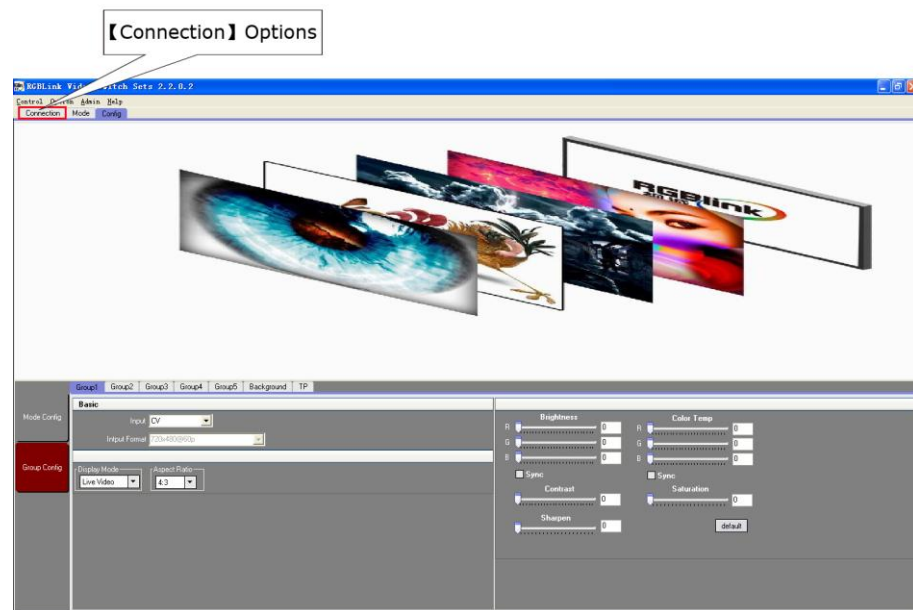 【Connection】Options
RGBLink Video Switch Sets 2.2.0.2
Control Admin Help
Connection Mode Config
RGBlink
Group1 Group2 Group3 Group4 Group5 Background TP
Mode Config
Group Config
Basic
Input CV
Intput Format 720x480@60p
Display Mode
Live Video
Aspect Ratio
4:3
Brightness
R 0
G 0
B 0
Sync
Contrast
0
Sharpen
0
Color Temp
R 0
G 0
B 0
Sync
Saturation
0
default